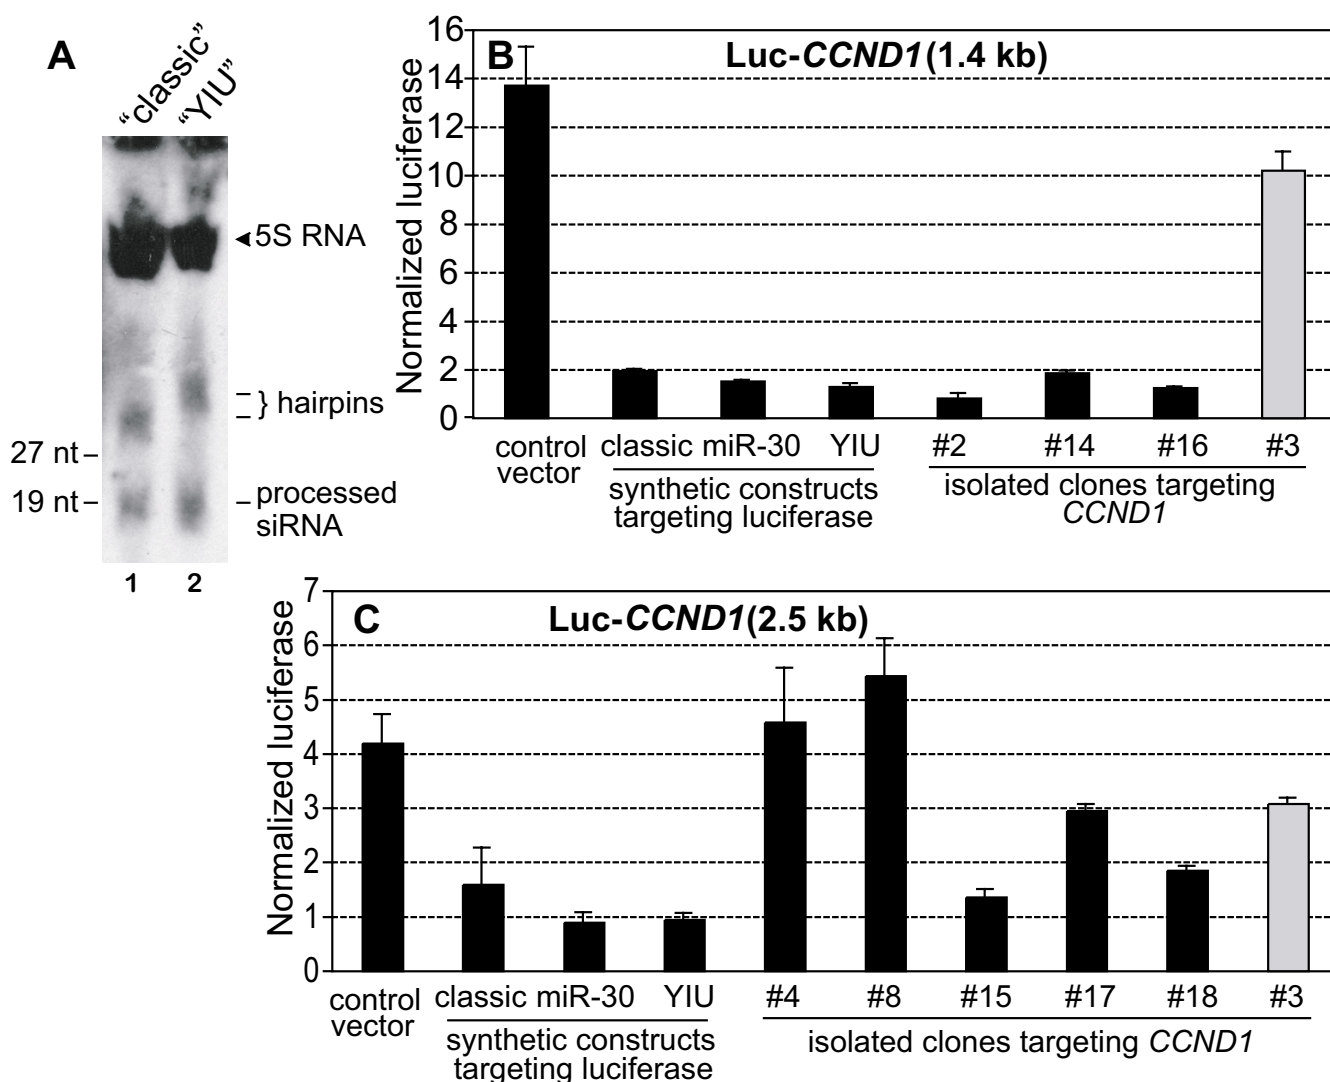 A
“classic”
“YIU”
5S RNA
} hairpins
27 nt
19 nt
processed
siRNA
1 2
B
Luc-CCND1(1.4 kb)
Normalized luciferase
16
14
12
10
8
6
4
2
0
control
vector
classic miR-30 YIU
synthetic constructs
targeting luciferase
#2 #14 #16 #3
isolated clones targeting
CCND1
C
Luc-CCND1(2.5 kb)
Normalized luciferase
7
6
5
4
3
2
1
0
control
vector
classic miR-30 YIU
synthetic constructs
targeting luciferase
#4 #8 #15 #17 #18 #3
isolated clones targeting CCND1